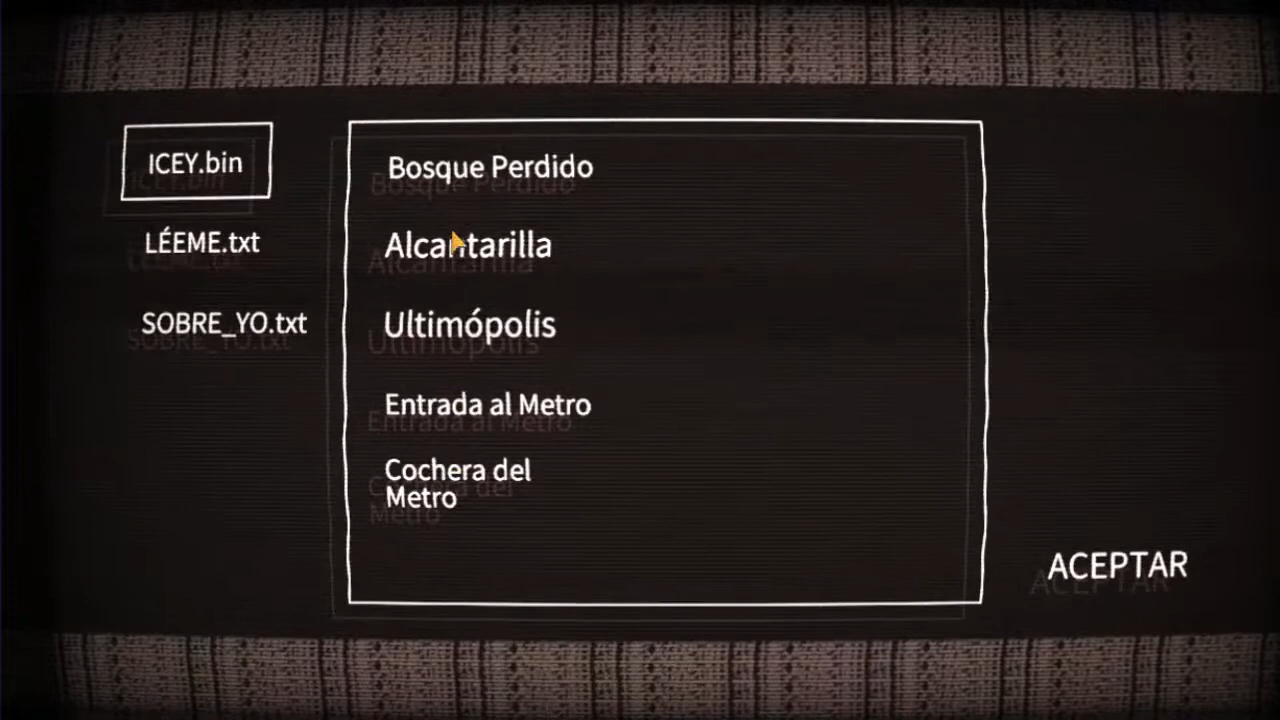 ICEY.bin
LÉEME.txt
SOBRE_YO.txt
Bosque Perdido
Alcantarilla
Ultimópolis
Entrada al Metro
Cochera del
Metro
ACEPTAR